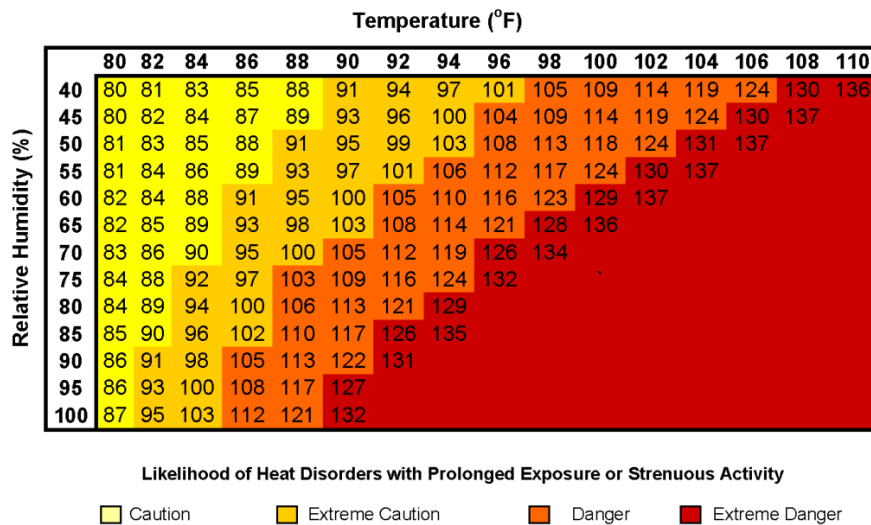 Temperature (°F)
80 82 84 86 88 90 92 94 96 98 100 102 104 106 108 110
Relative Humidity (%)
40 80 81 83 85 88 91 94 97 101 105 109 114 119 124 130 136
45 80 82 84 87 89 93 96 100 104 109 114 119 124 130 137
50 81 83 85 88 91 95 99 103 108 113 118 124 131 137
55 81 84 86 89 93 97 101 106 112 117 124 130 137
60 82 84 88 91 95 100 105 110 116 123 129 137
65 82 85 89 93 98 103 108 114 121 128 136
70 83 86 90 95 100 105 112 119 126 134
75 84 88 92 97 103 109 116 124 132 `
80 84 89 94 100 106 113 121 129
85 85 90 96 102 110 117 126 135
90 86 91 98 105 113 122 131
95 86 93 100 108 117 127
100 87 95 103 112 121 132
Likelihood of Heat Disorders with Prolonged Exposure or Strenuous Activity
Caution Extreme Caution Danger Extreme Danger